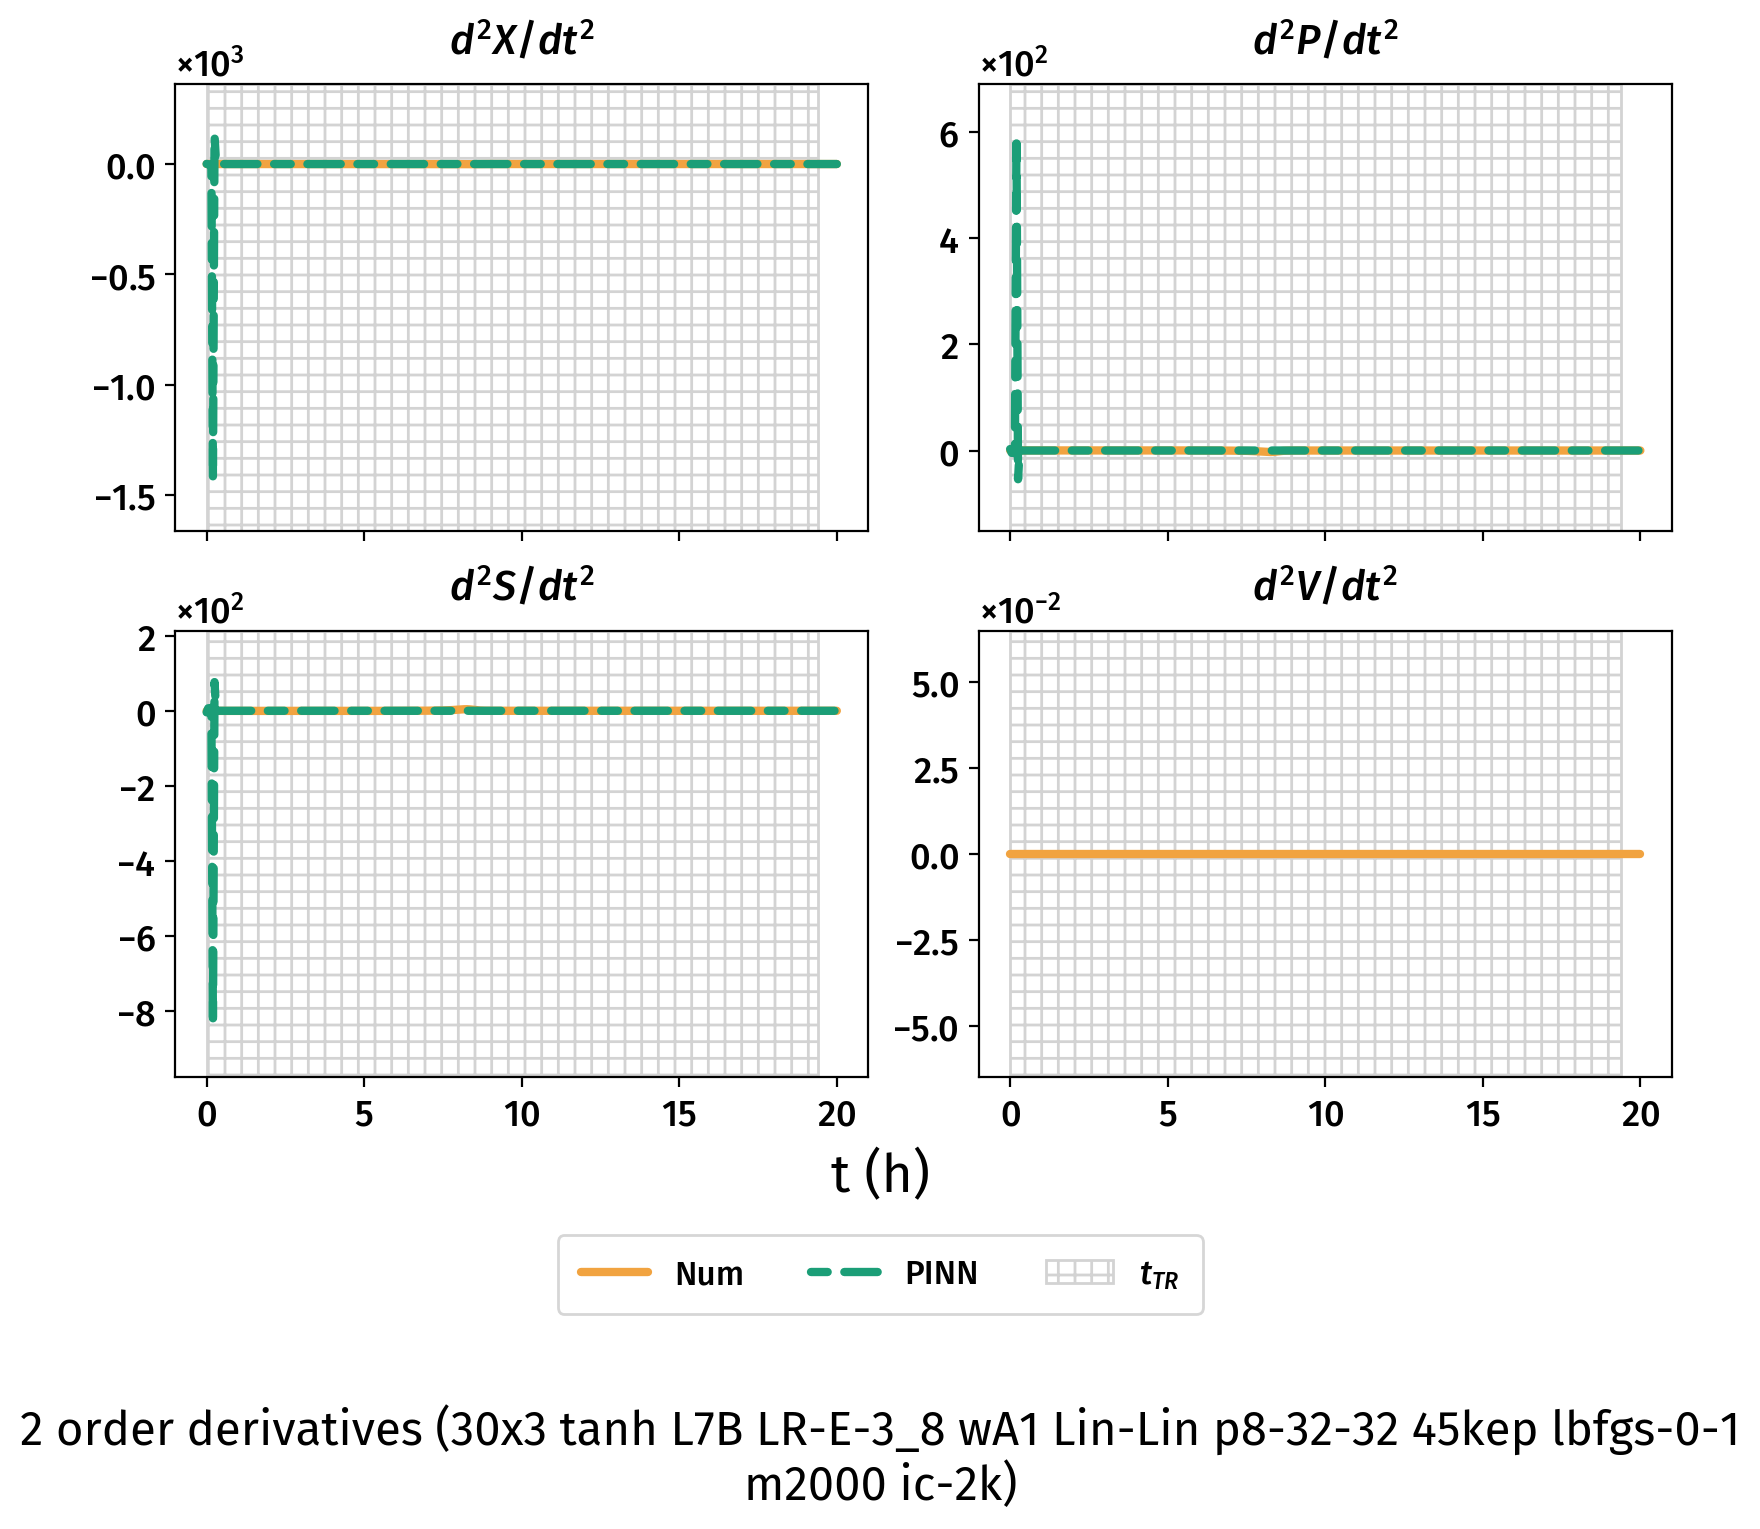 d²X/dt²
×10³
0.0
−0.5
−1.0
−1.5
d²P/dt²
×10²
6
4
2
0
d²S/dt²
×10²
2
0
−2
−4
−6
−8
0 5 10 15 20
d²V/dt²
×10⁻²
5.0
2.5
0.0
−2.5
−5.0
0 5 10 15 20
t (h)
Num PINN t_TR
2 order derivatives (30x3 tanh L7B LR-E-3_8 wA1 Lin-Lin p8-32-32 45kep lbfgs-0-1
m2000 ic-2k)